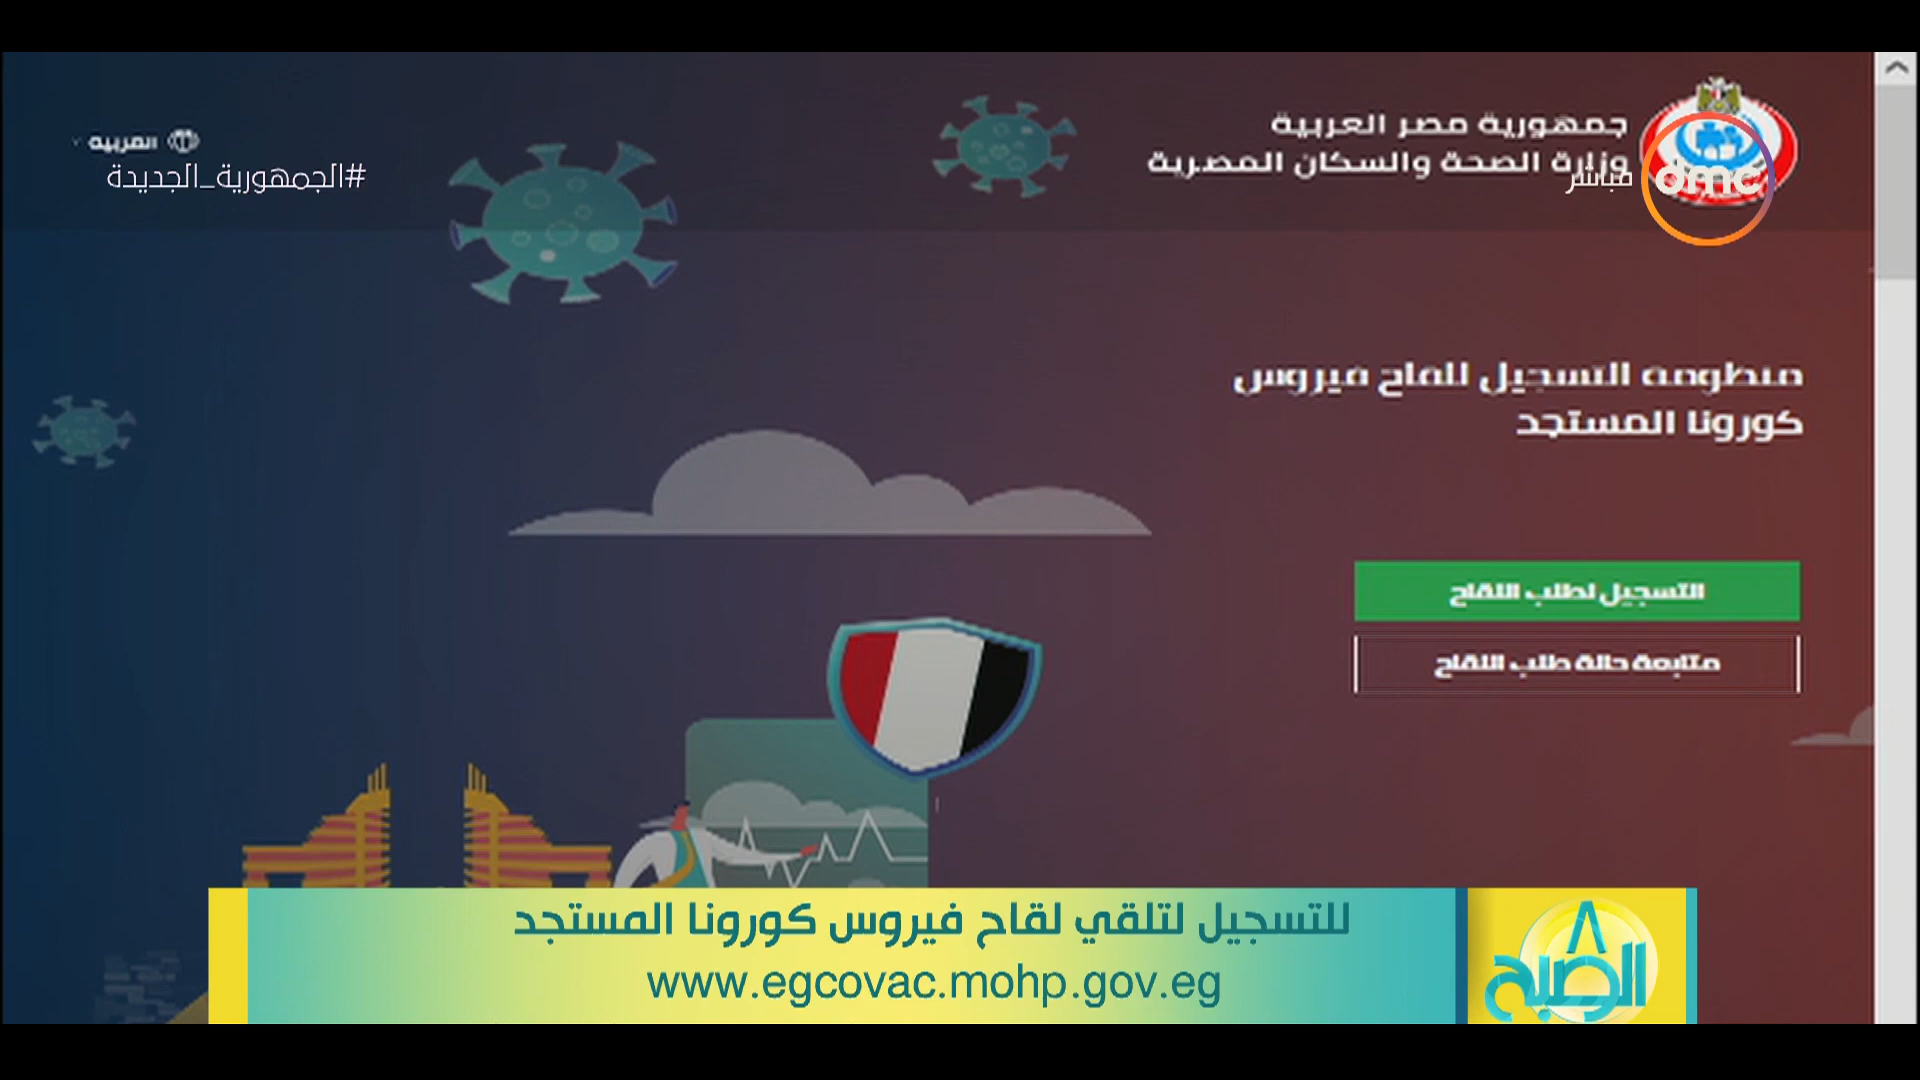 جمهورية مصر العربية
وزارة الصحة والسكان المصرية
dmc
مباشر
العربية
#الجمهورية_الجديدة
منظومة التسجيل للقاح فيروس
كورونا المستجد
التسجيل لطلب اللقاح
متابعة حالة طلب اللقاح
للتسجيل لتلقي لقاح فيروس كورونا المستجد
www.egcovac.mohp.gov.eg
٨
الصبح